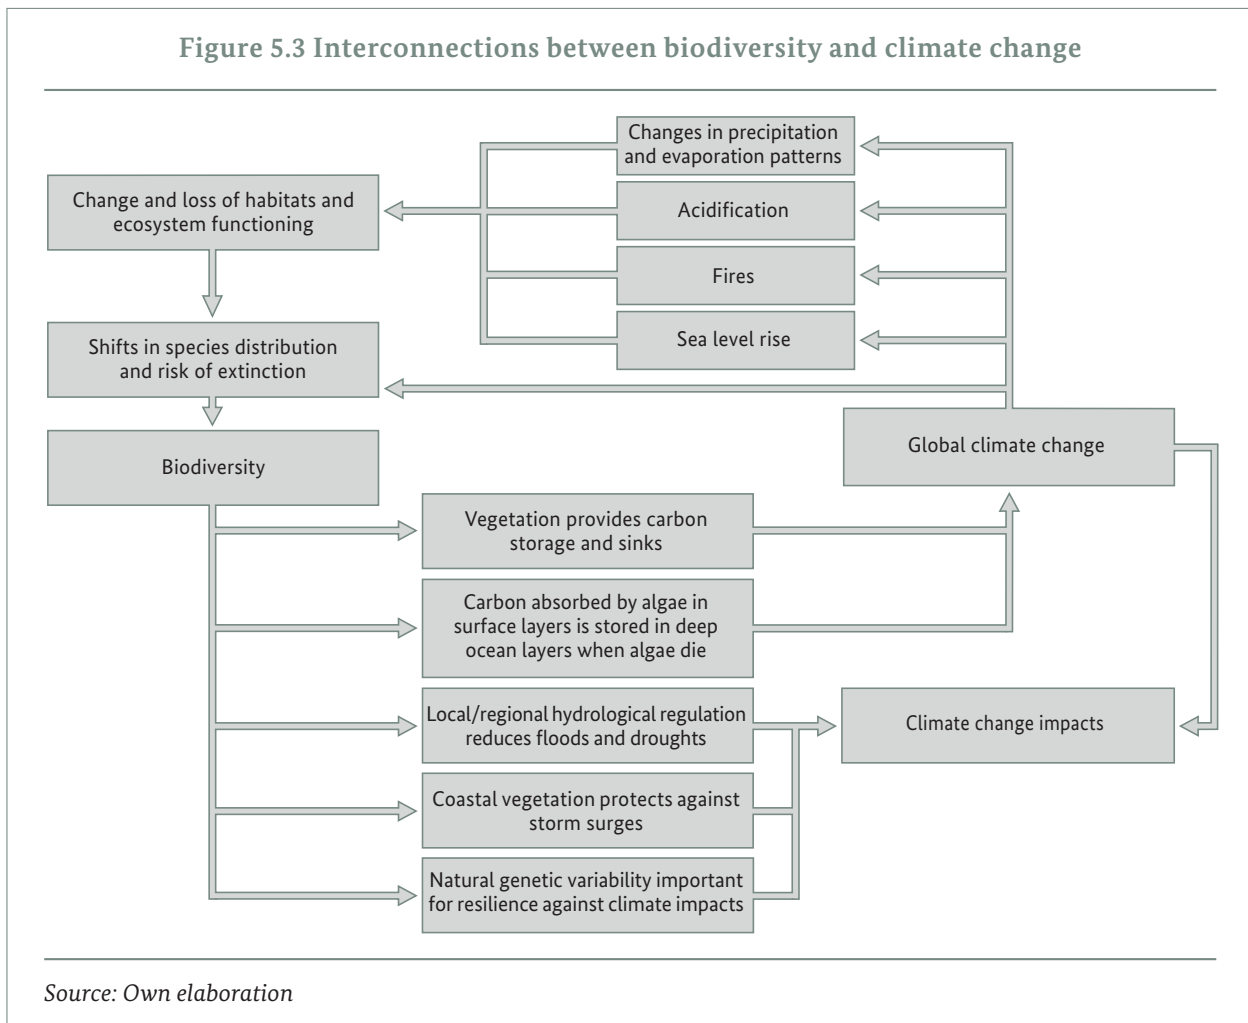 Figure 5.3 Interconnections between biodiversity and climate change
Changes in precipitation
and evaporation patterns
Change and loss of habitats and
ecosystem functioning
Acidification
Fires
Sea level rise
Shifts in species distribution
and risk of extinction
Global climate change
Biodiversity
Vegetation provides carbon
storage and sinks
Carbon absorbed by algae in
surface layers is stored in deep
ocean layers when algae die
Local/regional hydrological regulation
reduces floods and droughts
Climate change impacts
Coastal vegetation protects against
storm surges
Natural genetic variability important
for resilience against climate impacts
Source: Own elaboration